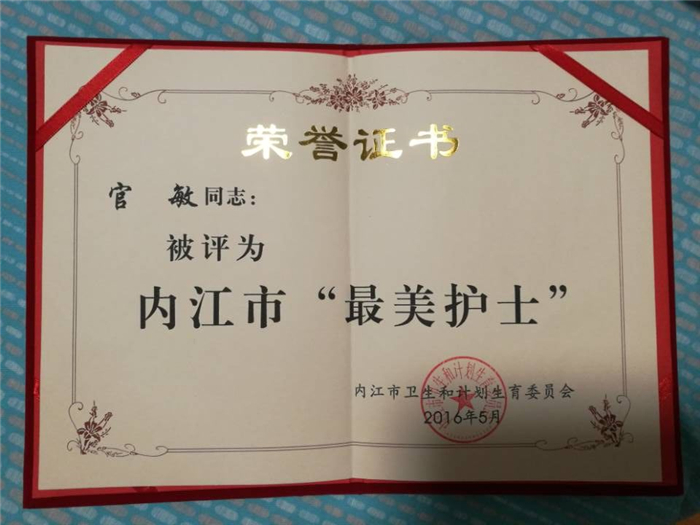 荣誉证书
官 敏同志：
被评为
内江市“最美护士”
内江市卫生和计划生育委员会
2016年5月